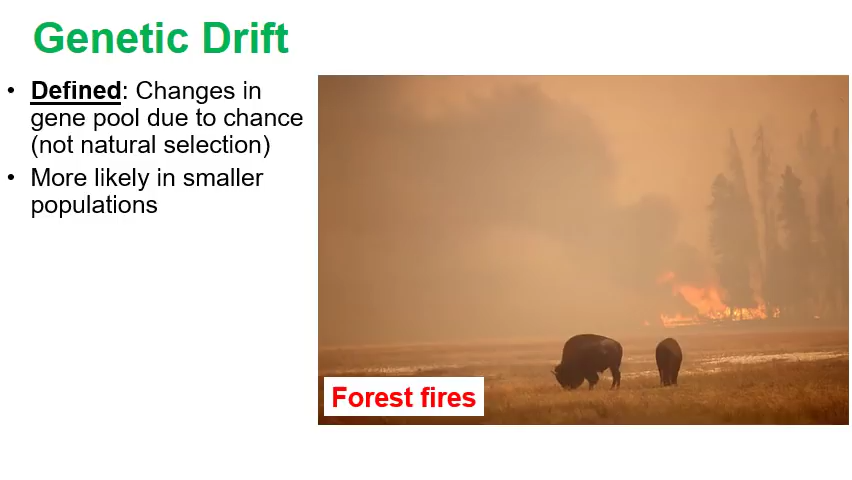 Genetic Drift
• Defined: Changes in
gene pool due to chance
(not natural selection)
• More likely in smaller
populations
Forest fires